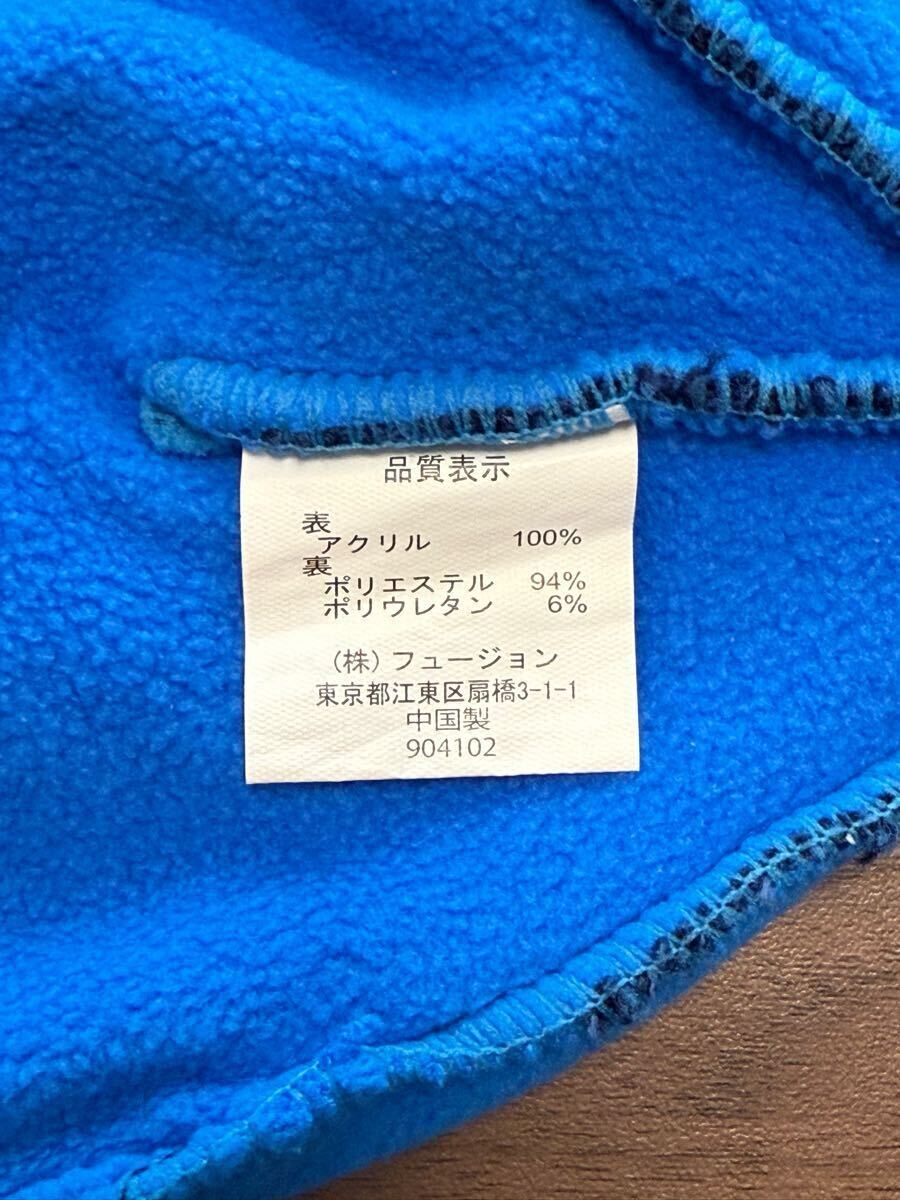 品質表示
表
アクリル 100%
裏
ポリエステル 94%
ポリウレタン 6%
(株)フュージョン
東京都江東区扇橋3-1-1
中国製
904102